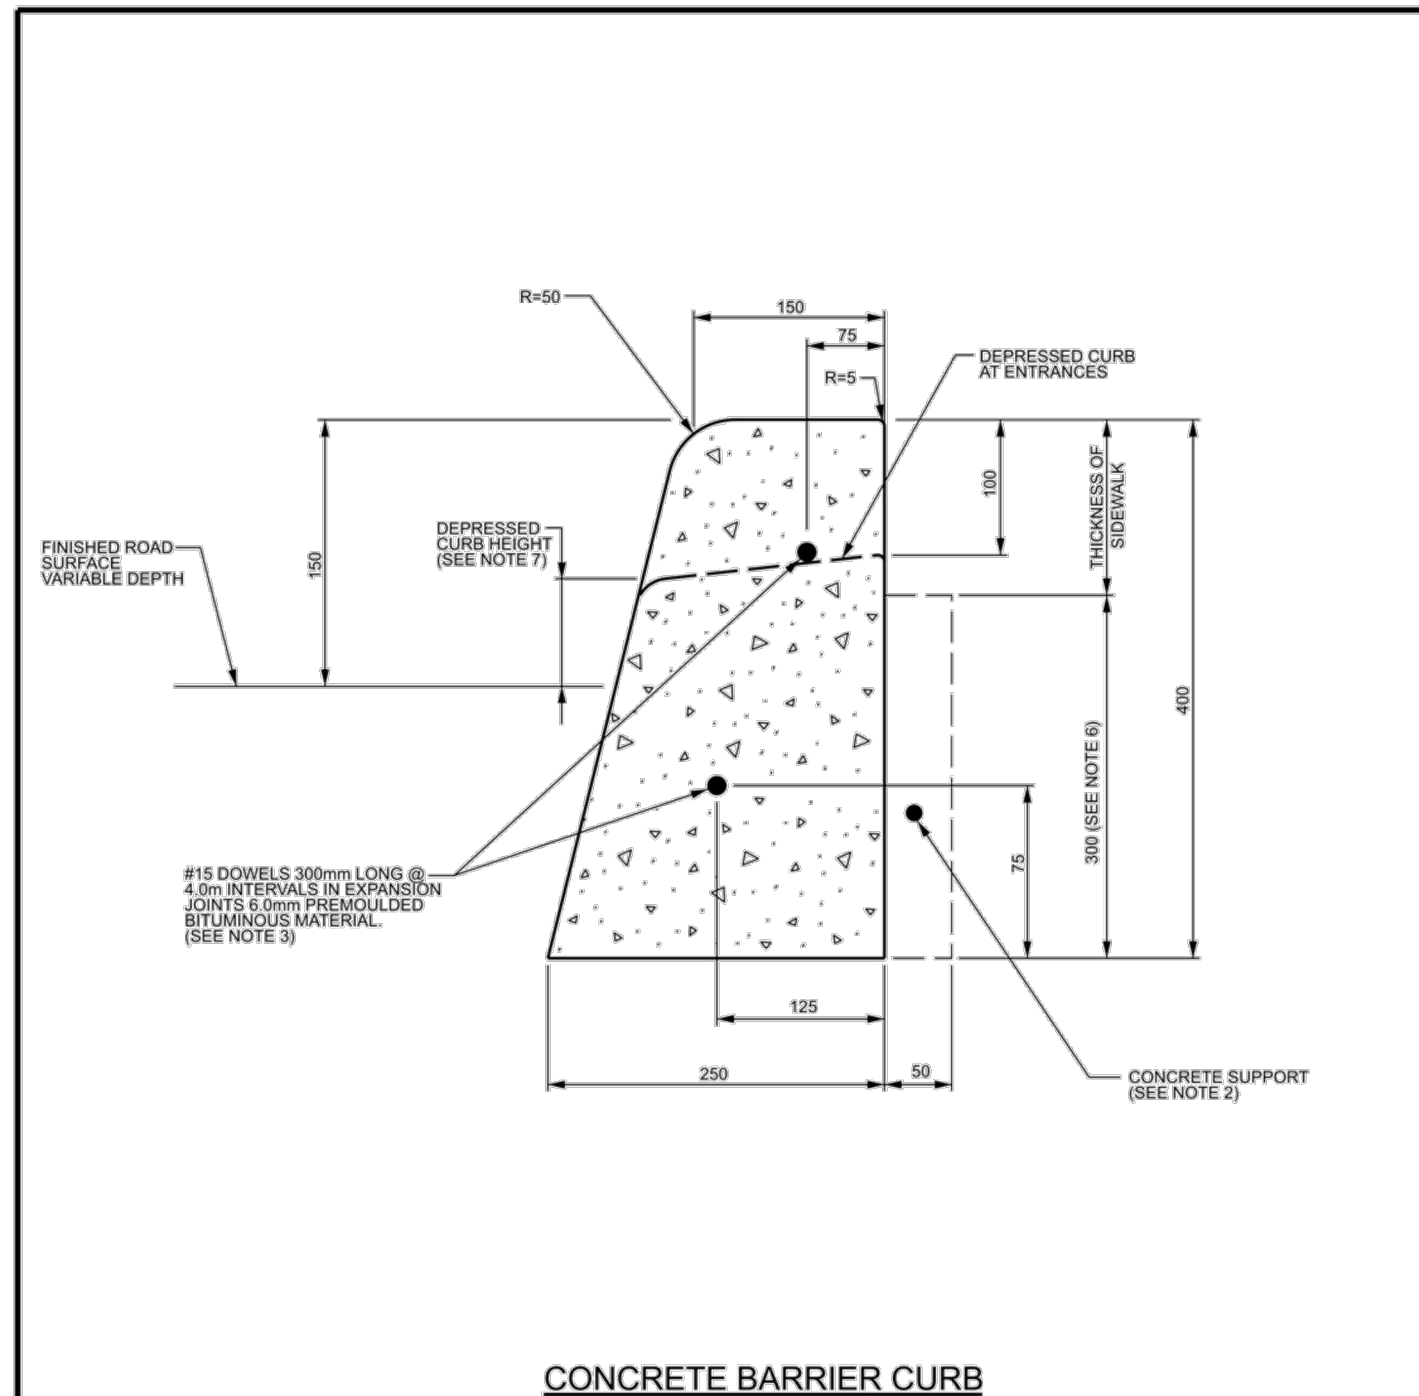 R=50
150
75
R=5
DEPRESSED CURB
AT ENTRANCES
100
THICKNESS OF
SIDEWALK
DEPRESSED
CURB HEIGHT
(SEE NOTE 7)
FINISHED ROAD
SURFACE
VARIABLE DEPTH
150
400
300 (SEE NOTE 6)
75
#15 DOWELS 300mm LONG @
4.0m INTERVALS IN EXPANSION
JOINTS 6.0mm PREMOULDED
BITUMINOUS MATERIAL.
(SEE NOTE 3)
125
250
50
CONCRETE SUPPORT
(SEE NOTE 2)
CONCRETE BARRIER CURB